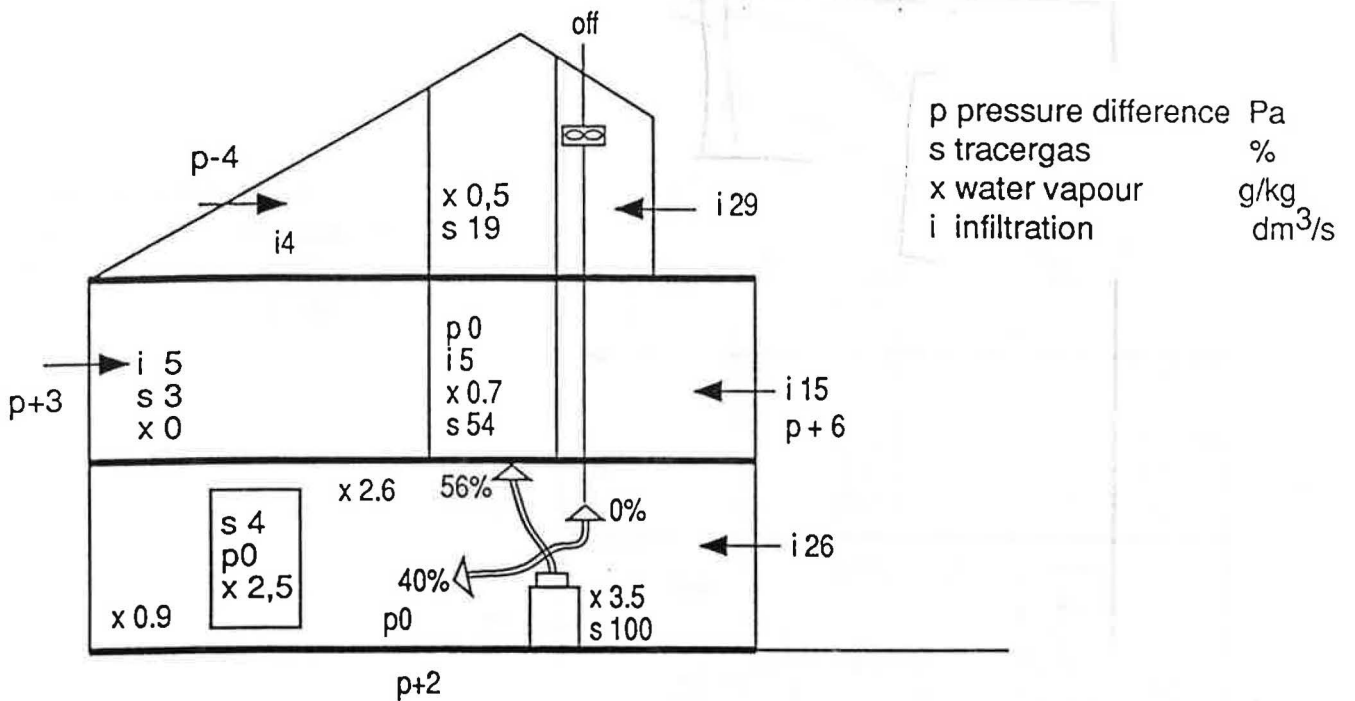 off
p pressure difference Pa
s tracergas %
x water vapour g/kg
i infiltration dm³/s
p-4
i4
x 0,5
s 19
i 29
p+3
i 5
s 3
x 0
p 0
i 5
x 0.7
s 54
i 15
p + 6
x 2.6
56%
0%
s 4
p0
x 2,5
i 26
40%
x 0.9
p0
x 3.5
s 100
p+2